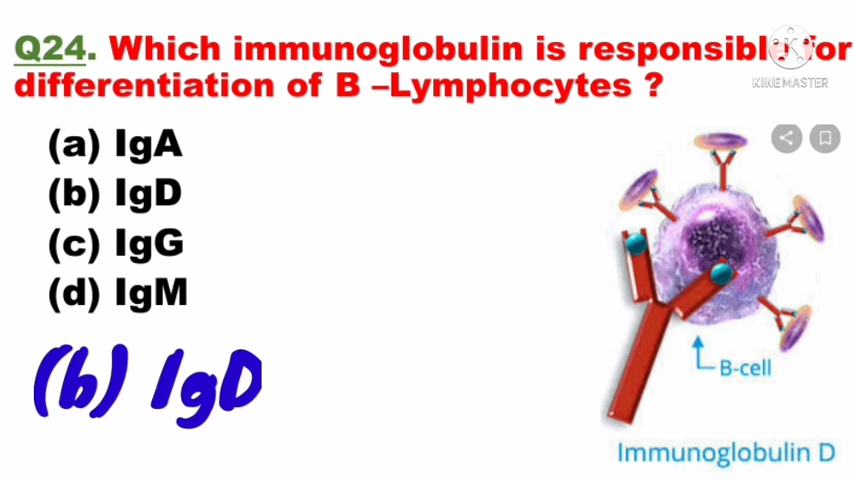 Q24. Which immunoglobulin is responsible for
KINEMASTER
differentiation of B –Lymphocytes ?
(a) IgA
(b) IgD
(c) IgG
(d) IgM
(b) IgD
B-cell
Immunoglobulin D